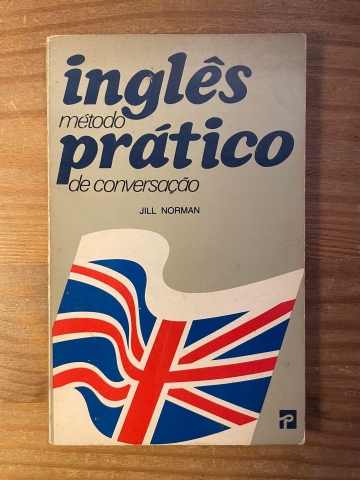 inglês
método
prático
de conversação
JILL NORMAN
P